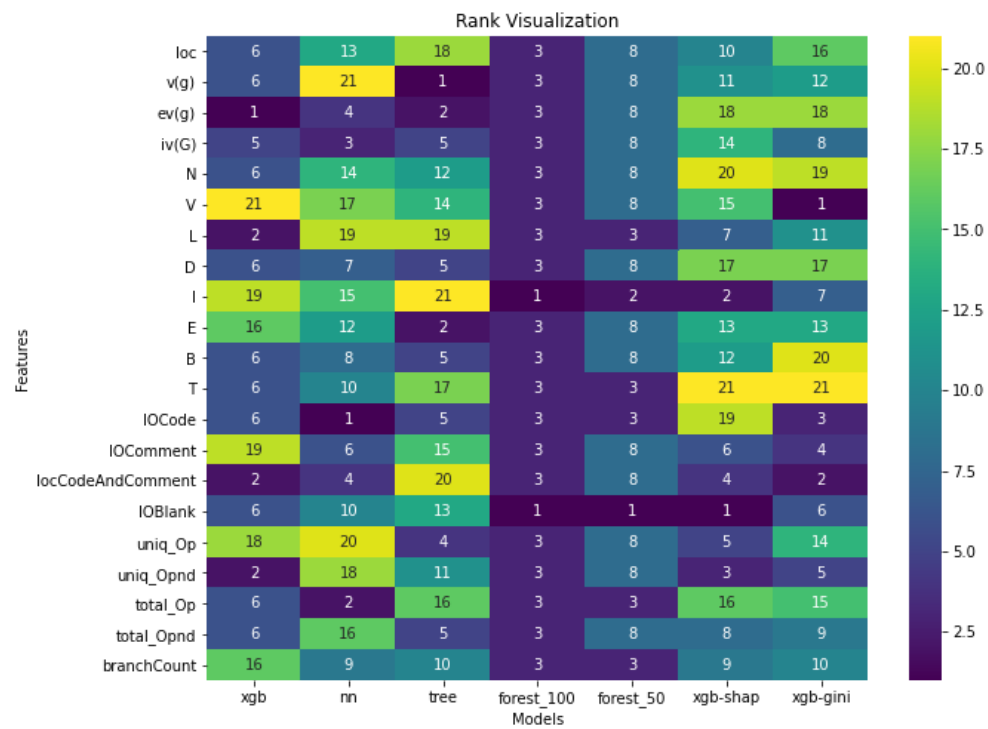 Rank Visualization
loc 6 13 18 3 8 10 16
v(g) 6 21 1 3 8 11 12
ev(g) 1 4 2 3 8 18 18
iv(G) 5 3 5 3 8 14 8
N 6 14 12 3 8 20 19
V 21 17 14 3 8 15 1
L 2 19 19 3 3 7 11
D 6 7 5 3 8 17 17
I 19 15 21 1 2 2 7
E 16 12 2 3 8 13 13
B 6 8 5 3 8 12 20
T 6 10 17 3 3 21 21
lOCode 6 1 5 3 3 19 3
lOComment 19 6 15 3 8 6 4
locCodeAndComment 2 4 20 3 8 4 2
lOBlank 6 10 13 1 1 1 6
uniq_Op 18 20 4 3 8 5 14
uniq_Opnd 2 18 11 3 8 3 5
total_Op 6 2 16 3 3 16 15
total_Opnd 6 16 5 3 8 8 9
branchCount 16 9 10 3 3 9 10
xgb nn tree forest_100 forest_50 xgb-shap xgb-gini
Models
Features
20.0
17.5
15.0
12.5
10.0
7.5
5.0
2.5